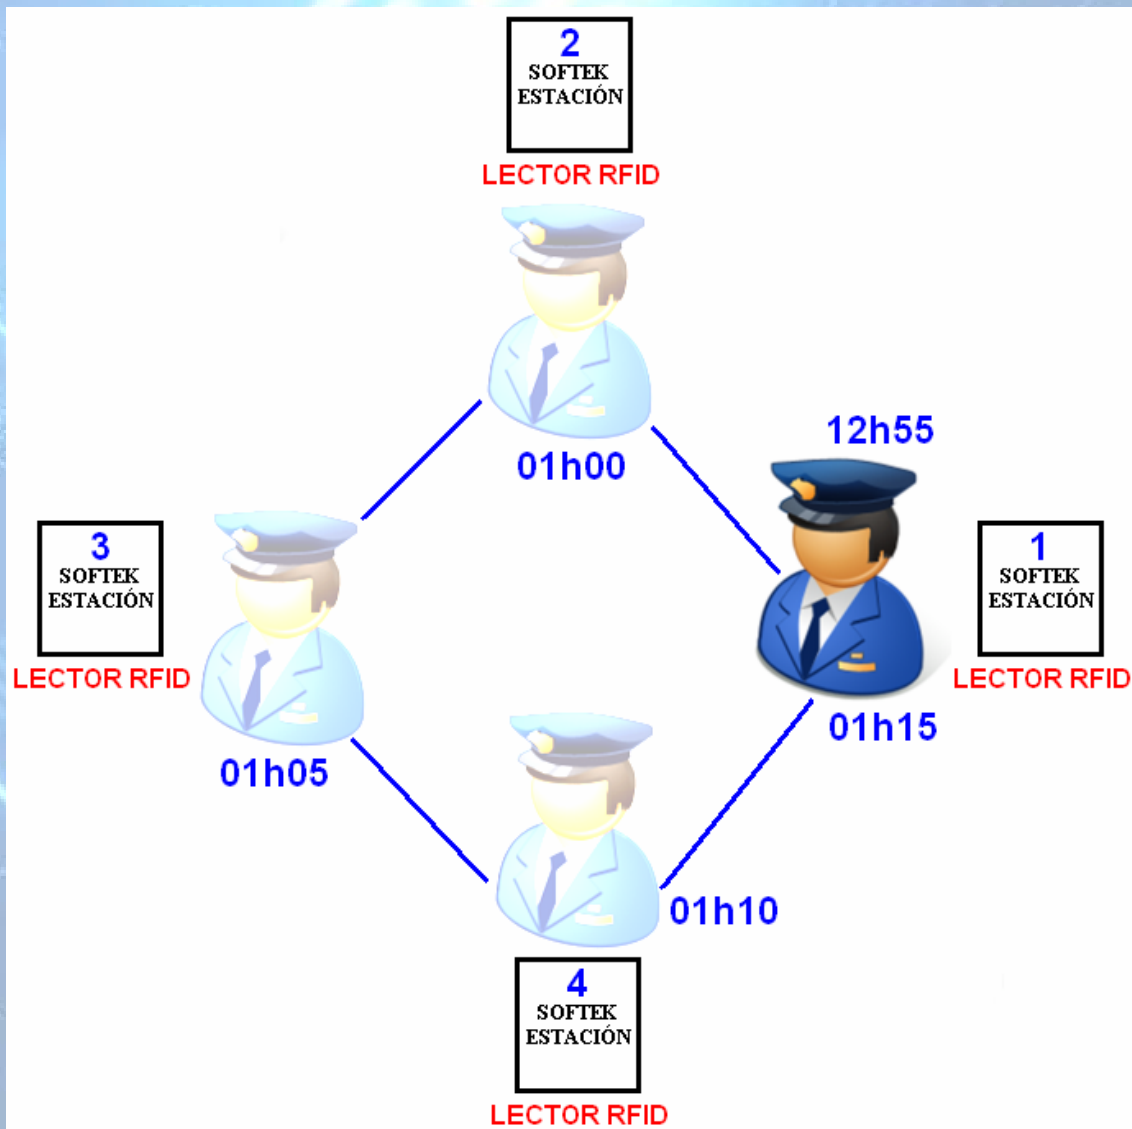 2
SOFTEK
ESTACIÓN
LECTOR RFID
01h00
12h55
3
SOFTEK
ESTACIÓN
LECTOR RFID
01h05
1
SOFTEK
ESTACIÓN
LECTOR RFID
01h15
01h10
4
SOFTEK
ESTACIÓN
LECTOR RFID